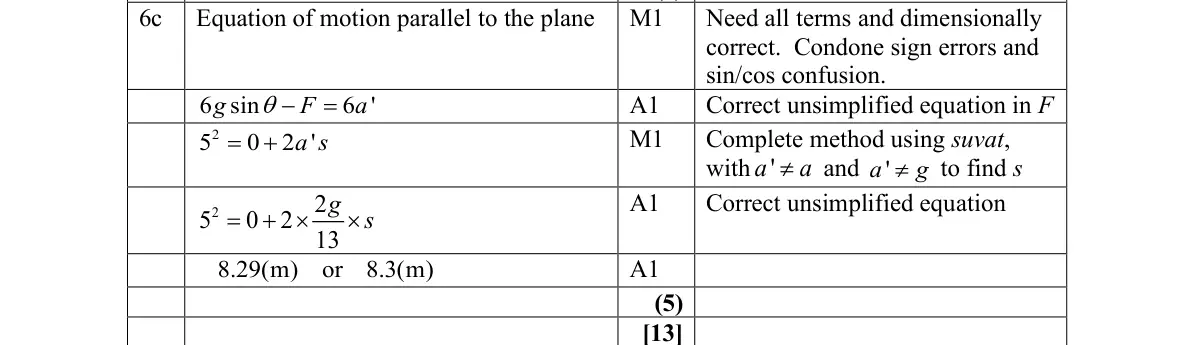 6c Equation of motion parallel to the plane M1 Need all terms and dimensionally
correct. Condone sign errors and
sin/cos confusion.
6g sin θ − F = 6a' A1 Correct unsimplified equation in F
5² = 0 + 2a's M1 Complete method using suvat,
with a' ≠ a and a' ≠ g to find s
5² = 0 + 2 × 2g/13 × s A1 Correct unsimplified equation
8.29(m) or 8.3(m) A1
(5)
[13]